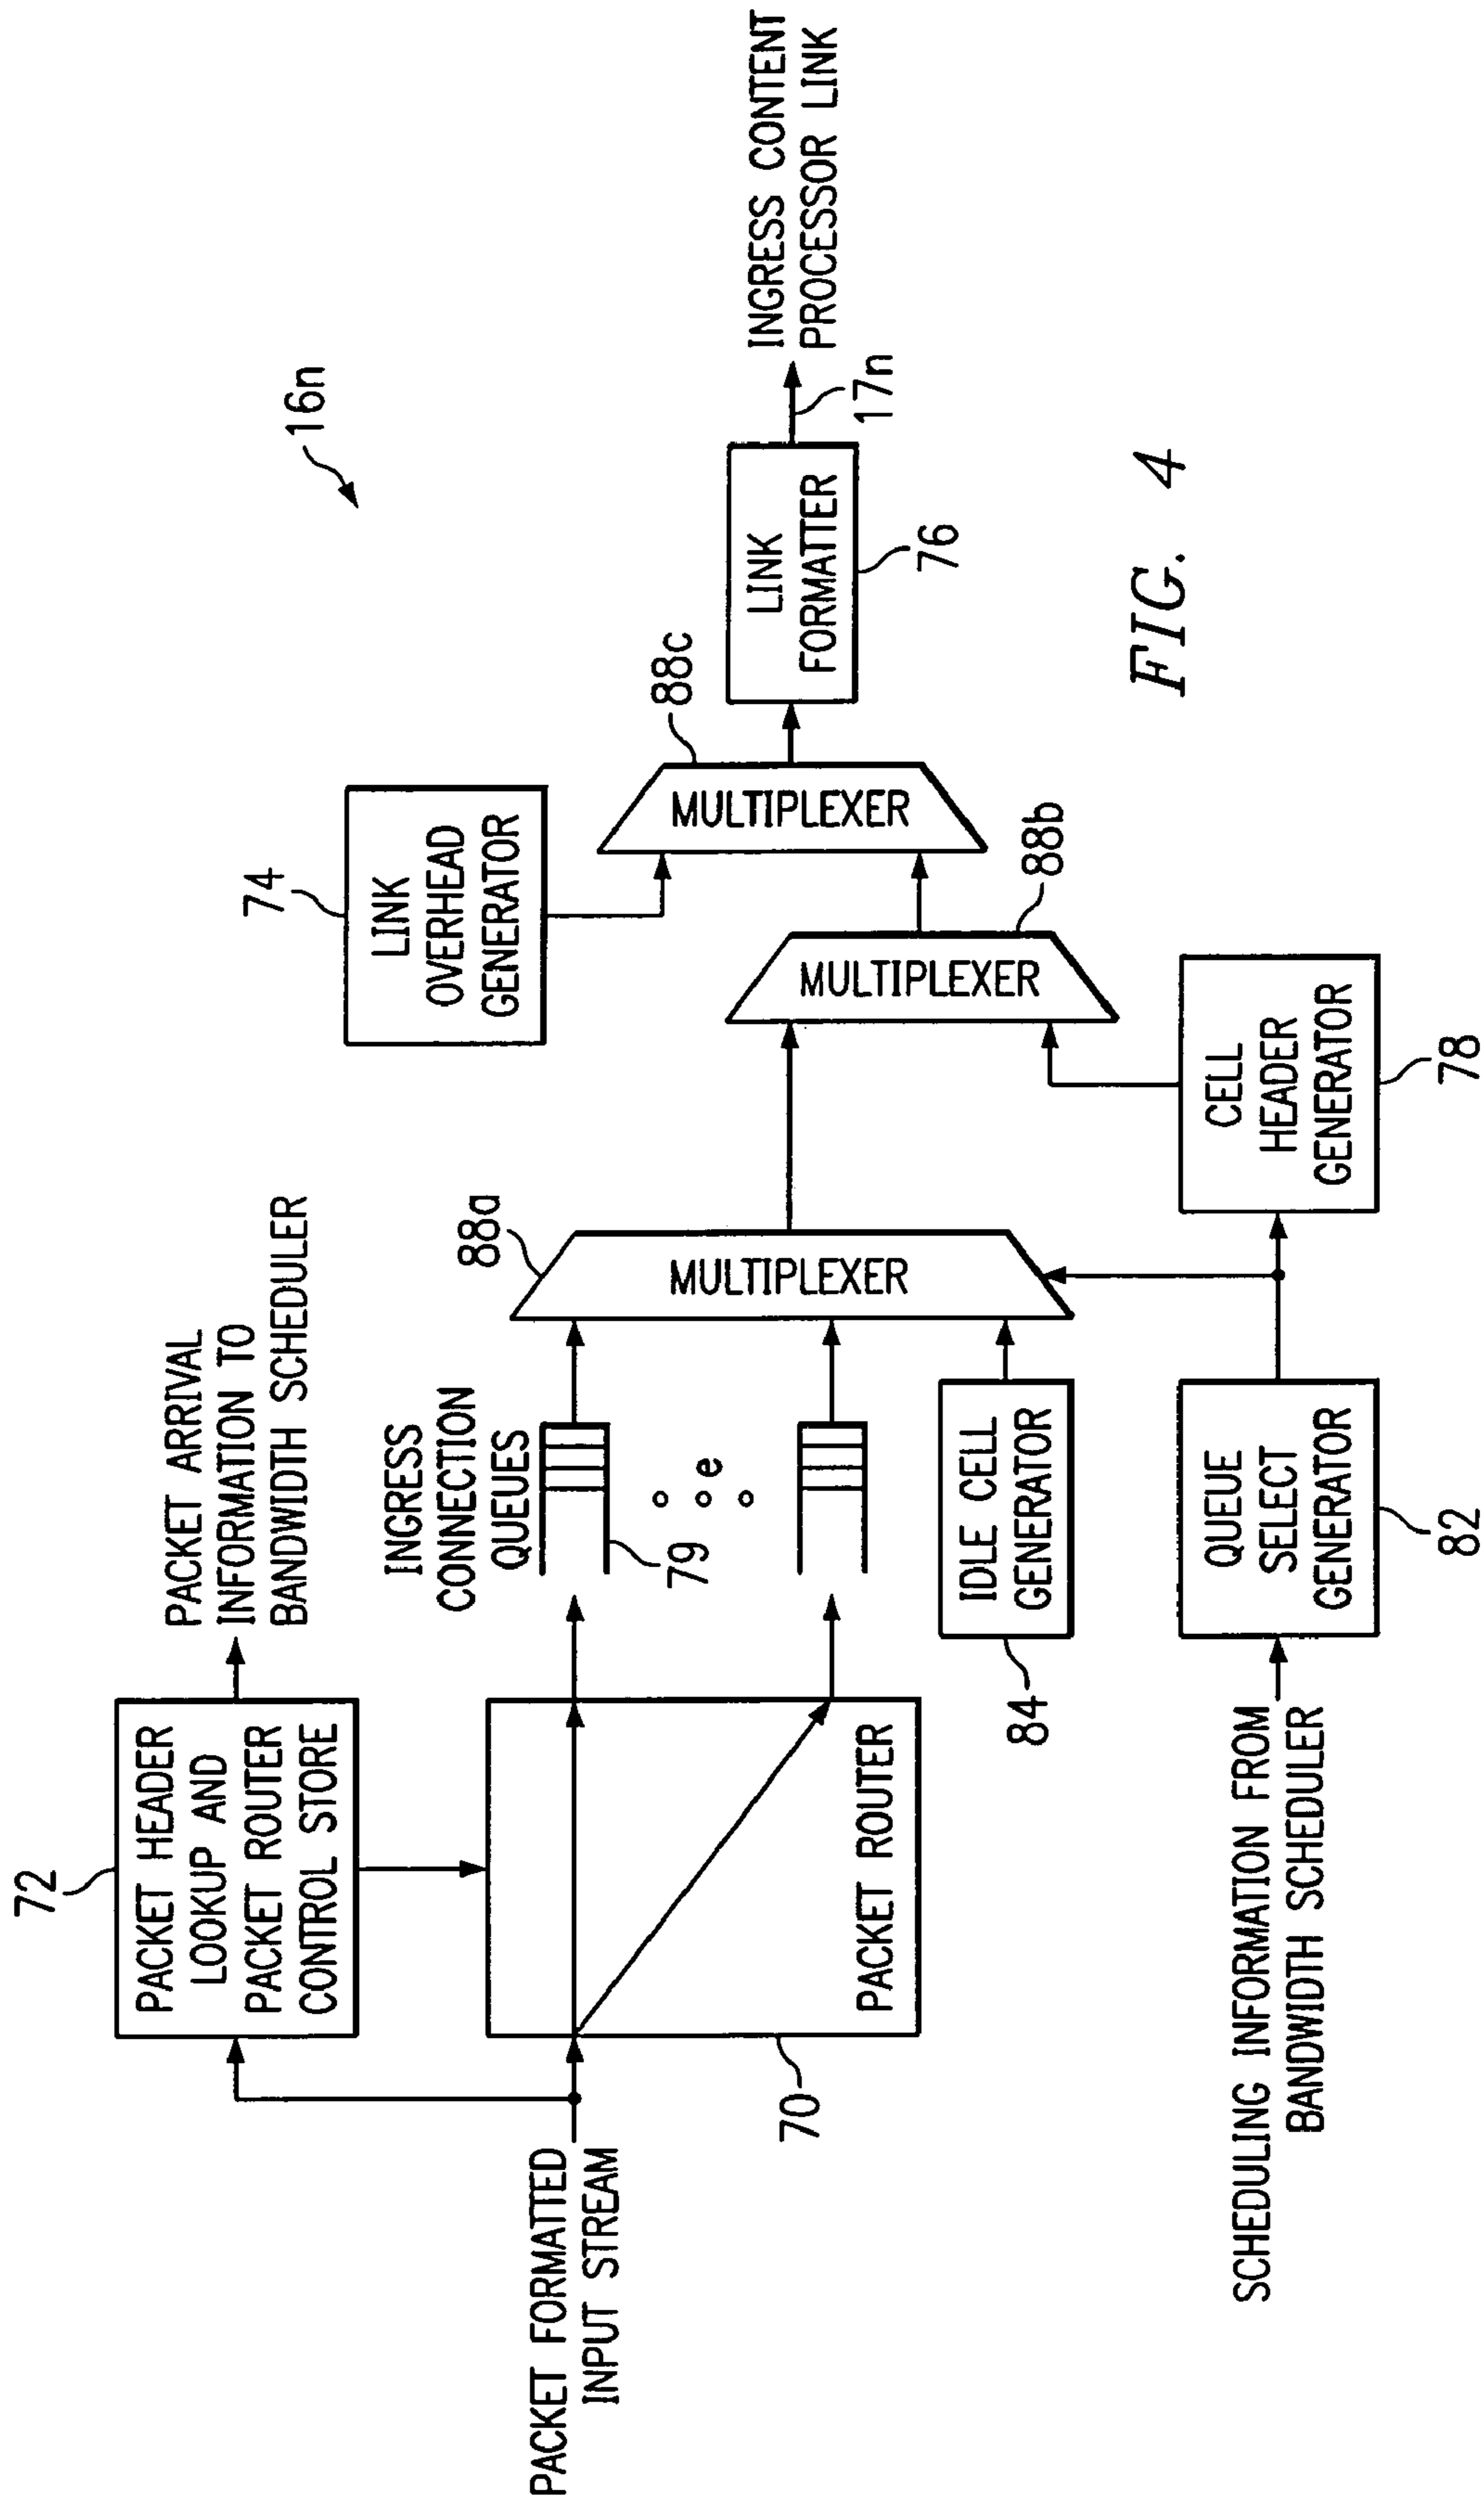 72
PACKET HEADER
LOOKUP AND
PACKET ROUTER
CONTROL STORE
PACKET ARRIVAL
INFORMATION TO
BANDWIDTH SCHEDULER
74
LINK
OVERHEAD
GENERATOR
16n
PACKET FORMATTED
INPUT STREAM
70
PACKET ROUTER
INGRESS
CONNECTION
QUEUES
79
e
88a
MULTIPLEXER
88b
MULTIPLEXER
88c
MULTIPLEXER
LINK
FORMATTER
76
17n
INGRESS CONTENT
PROCESSOR LINK
84
IDLE CELL
GENERATOR
SCHEDULING INFORMATION FROM
BANDWIDTH SCHEDULER
QUEUE
SELECT
GENERATOR
82
CELL
HEADER
GENERATOR
78
FIG. 4